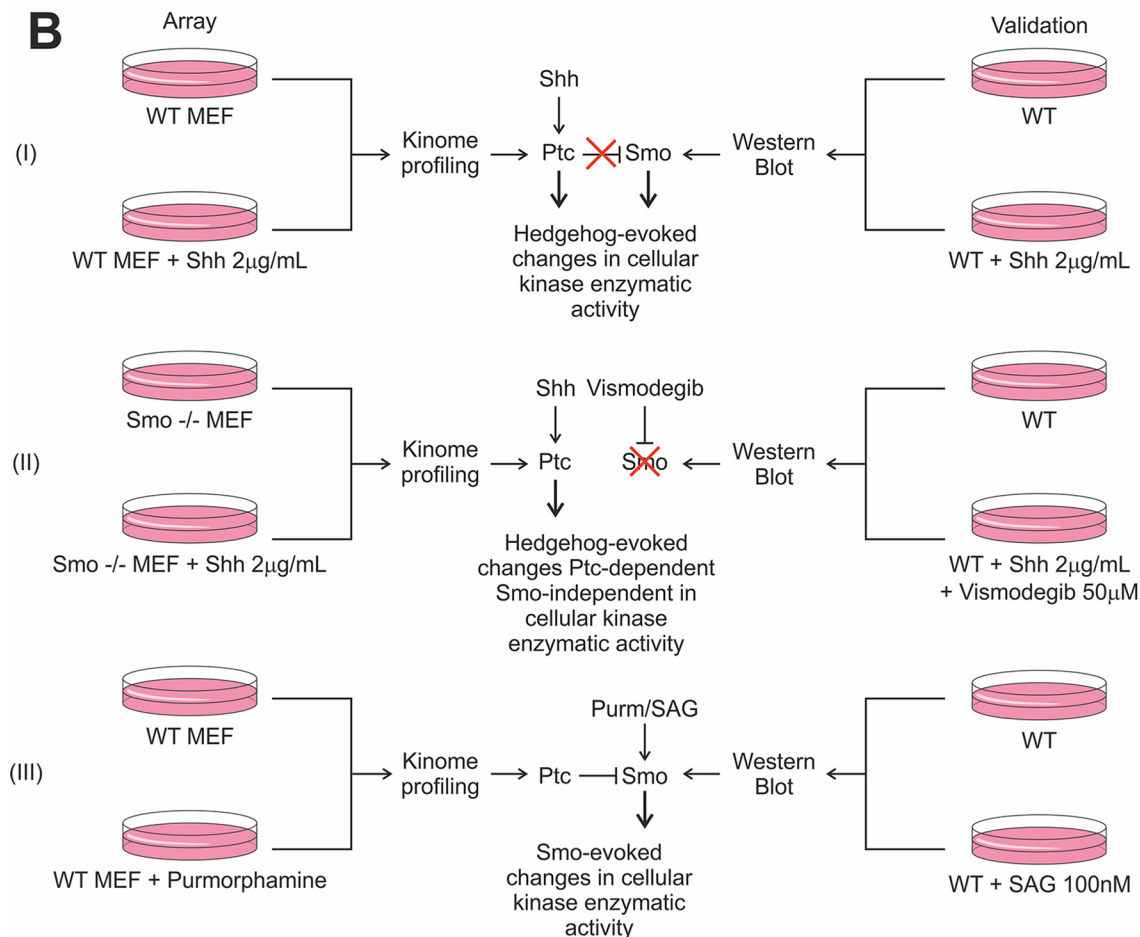 B
Array
Validation
(I)
WT MEF
WT MEF + Shh 2μg/mL
Kinome
profiling
Shh
Ptc
Smo
Hedgehog-evoked
changes in cellular
kinase enzymatic
activity
Western
Blot
WT
WT + Shh 2μg/mL
(II)
Smo -/- MEF
Smo -/- MEF + Shh 2μg/mL
Kinome
profiling
Shh
Vismodegib
Ptc
Smo
Hedgehog-evoked
changes Ptc-dependent
Smo-independent in
cellular kinase
enzymatic activity
Western
Blot
WT
WT + Shh 2μg/mL
+ Vismodegib 50μM
(III)
WT MEF
WT MEF + Purmorphamine
Kinome
profiling
Purm/SAG
Ptc
Smo
Smo-evoked
changes in cellular
kinase enzymatic
activity
Western
Blot
WT
WT + SAG 100nM